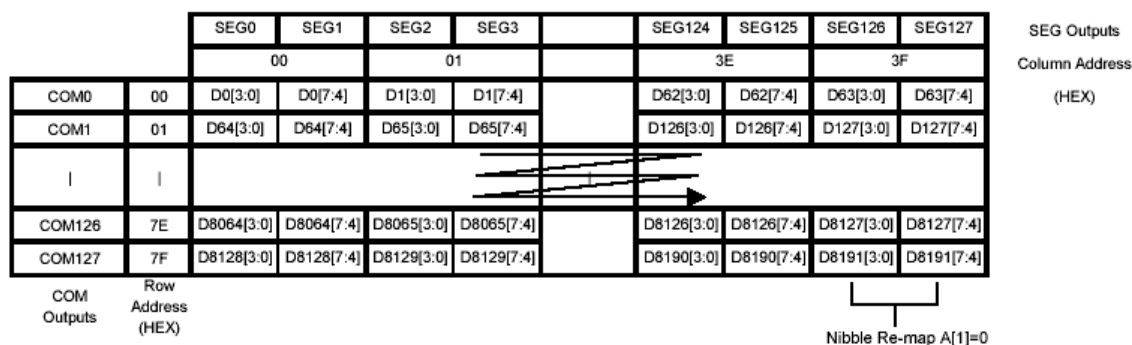 SEG0 SEG1 SEG2 SEG3 SEG124 SEG125 SEG126 SEG127 SEG Outputs
00 01 3E 3F Column Address
(HEX)
COM0 00 D0[3:0] D0[7:4] D1[3:0] D1[7:4] D62[3:0] D62[7:4] D63[3:0] D63[7:4]
COM1 01 D64[3:0] D64[7:4] D65[3:0] D65[7:4] D126[3:0] D126[7:4] D127[3:0] D127[7:4]
| | |
COM126 7E D8064[3:0] D8064[7:4] D8065[3:0] D8065[7:4] D8126[3:0] D8126[7:4] D8127[3:0] D8127[7:4]
COM127 7F D8128[3:0] D8128[7:4] D8129[3:0] D8129[7:4] D8190[3:0] D8190[7:4] D8191[3:0] D8191[7:4]
COM
Outputs
Row
Address
(HEX)
Nibble Re-map A[1]=0